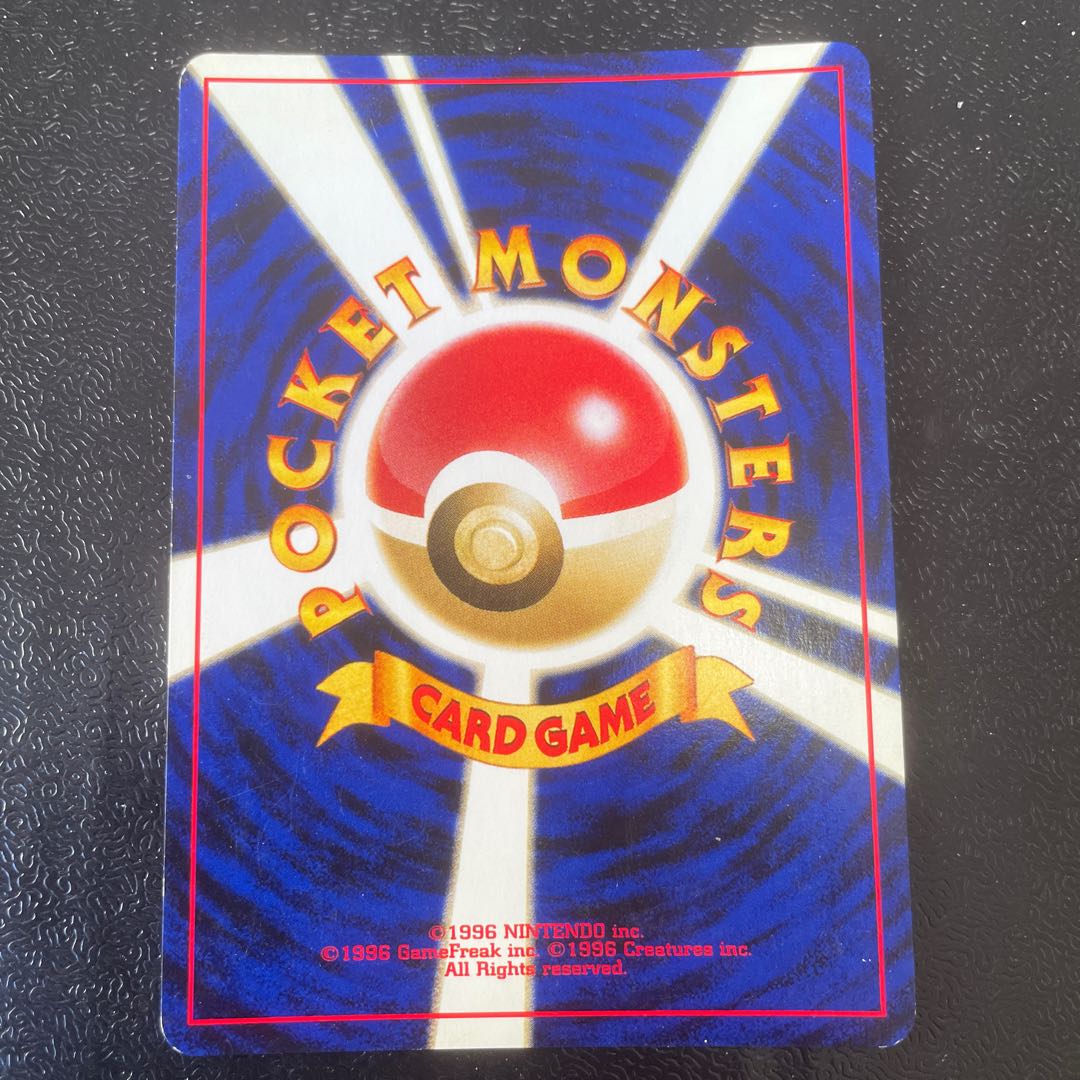 POCKET MONSTERS
CARD GAME
©1996 NINTENDO inc.
©1996 GameFreak inc. ©1996 Creatures inc.
All Rights reserved.